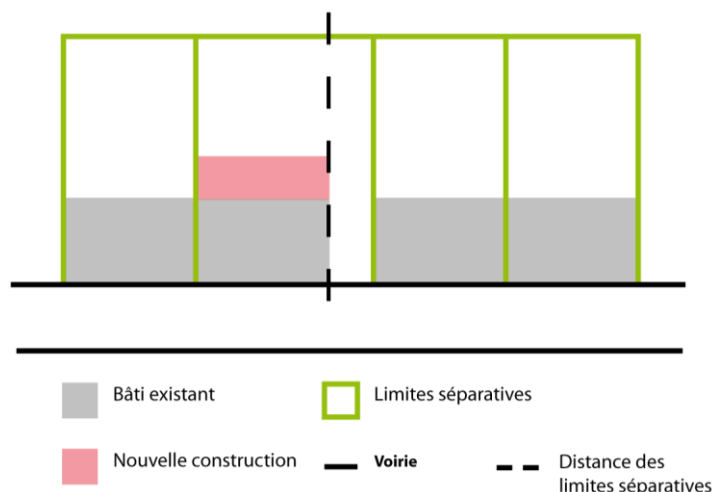 Bâti existant
Limites séparatives
Nouvelle construction
Voirie
Distance des
limites séparatives